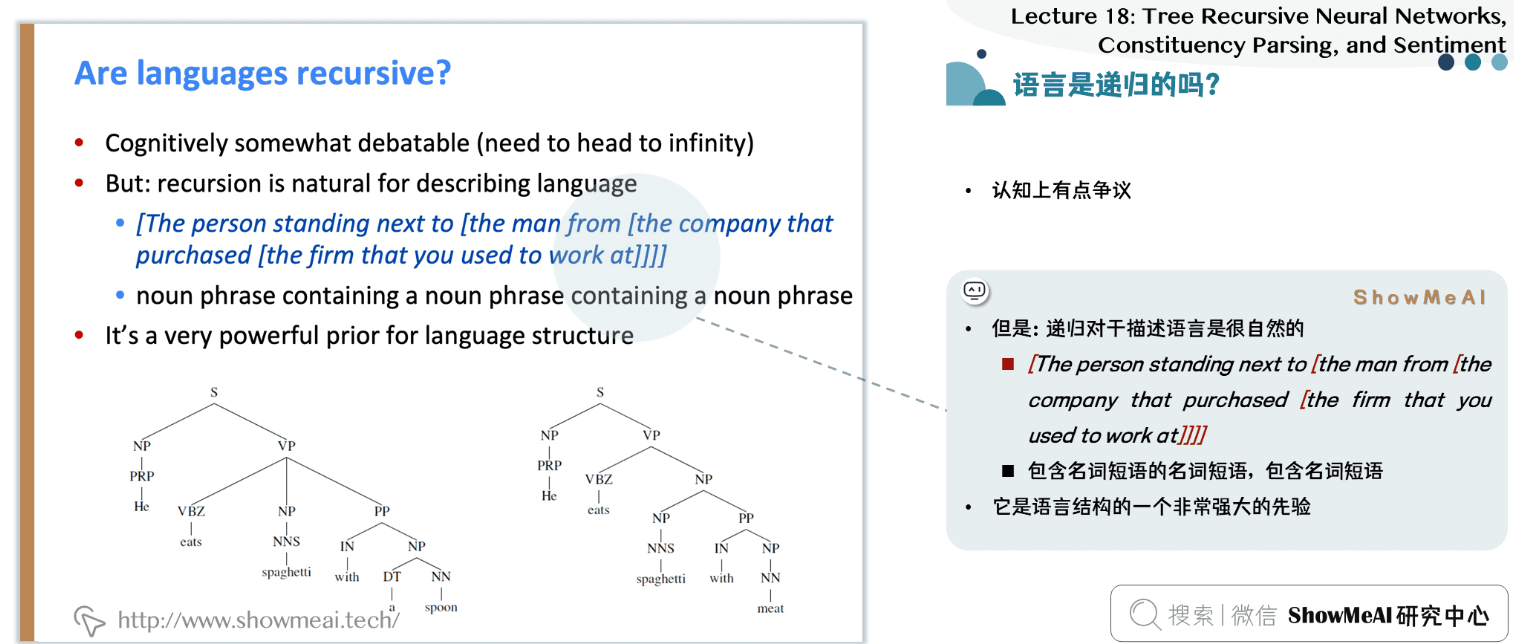 Are languages recursive?
• Cognitively somewhat debatable (need to head to infinity)
• But: recursion is natural for describing language
• [The person standing next to [the man from [the company that
purchased [the firm that you used to work at]]]]
• noun phrase containing a noun phrase containing a noun phrase
• It's a very powerful prior for language structure
S
NP VP
PRP
He
VBZ NP PP
eats NNS IN NP
spaghetti with DT NN
a spoon
S
NP VP
PRP VBZ NP
He eats
NP PP
NNS IN NP
spaghetti with NN
meat
http://www.showmeai.tech/
Lecture 18: Tree Recursive Neural Networks,
Constituency Parsing, and Sentiment
语言是递归的吗?
• 认知上有点争议
ShowMeAI
• 但是: 递归对于描述语言是很自然的
[The person standing next to [the man from [the
company that purchased [the firm that you
used to work at]]]]
包含名词短语的名词短语，包含名词短语
• 它是语言结构的一个非常强大的先验
搜索 | 微信 ShowMeAI 研究中心